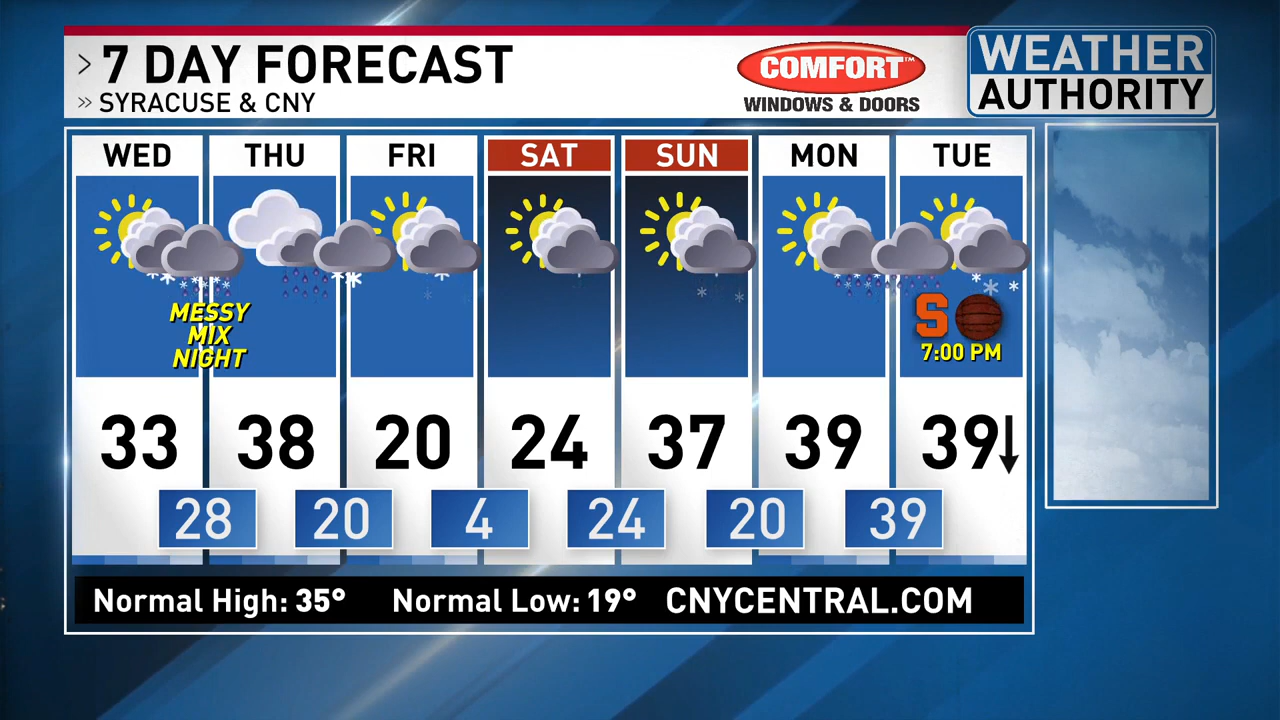 > 7 DAY FORECAST
» SYRACUSE & CNY
COMFORT™
WINDOWS & DOORS
WEATHER
AUTHORITY
WED THU FRI SAT SUN MON TUE
MESSY
MIX
NIGHT
S
7:00 PM
33 38 20 24 37 39 39↓
28 20 4 24 20 39
Normal High: 35° Normal Low: 19° CNYCENTRAL.COM